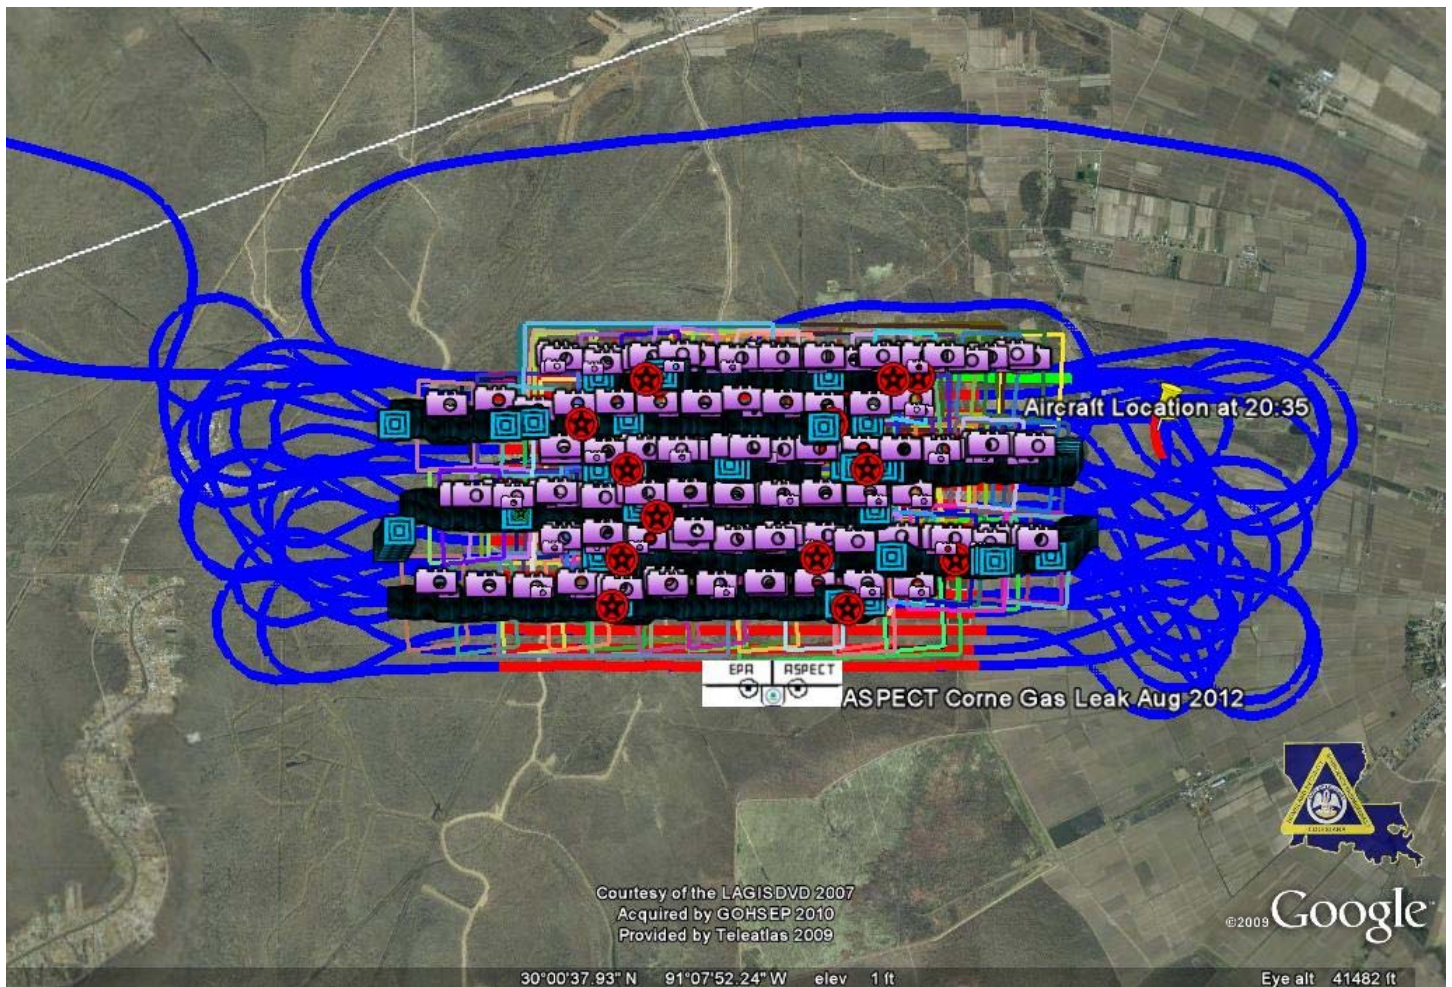 Aircraft Location at 20:35
EPA ASPECT
ASPECT Corne Gas Leak Aug 2012
LOUISIANA
Courtesy of the LAGISDVD 2007
Acquired by GOHSEP 2010
Provided by Teleatlas 2009
©2009 Google
30°00'37.93" N 91°07'52.24" W elev 1 ft
Eye alt 41482 ft